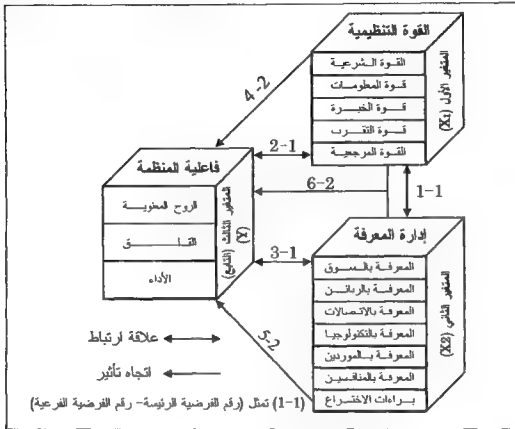 القوة التنظيمية
القوة الشرعية
قوة المعلومات
قوة الخبرة
قوة التقرب
القوة المرجعية
المتغير الأول (X1)
4-2
2-1
6-2
1-1
فاعلية المنظمة
الروح المعنوية
القلق
الأداء
المتغير الثالث (التابع) (Y)
3-1
5-2
إدارة المعرفة
المعرفة بالسوق
المعرفة بالزبائن
المعرفة بالاتصالات
المعرفة بالتكنولوجيا
المعرفة بالموردين
المعرفة بالمنافسين
براءات الاختراع
المتغير الثاني (X2)
علاقة ارتباط
اتجاه تأثير
(1-1) تمثل (رقم الفرضية الرئيسة- رقم الفرضية الفرعية)